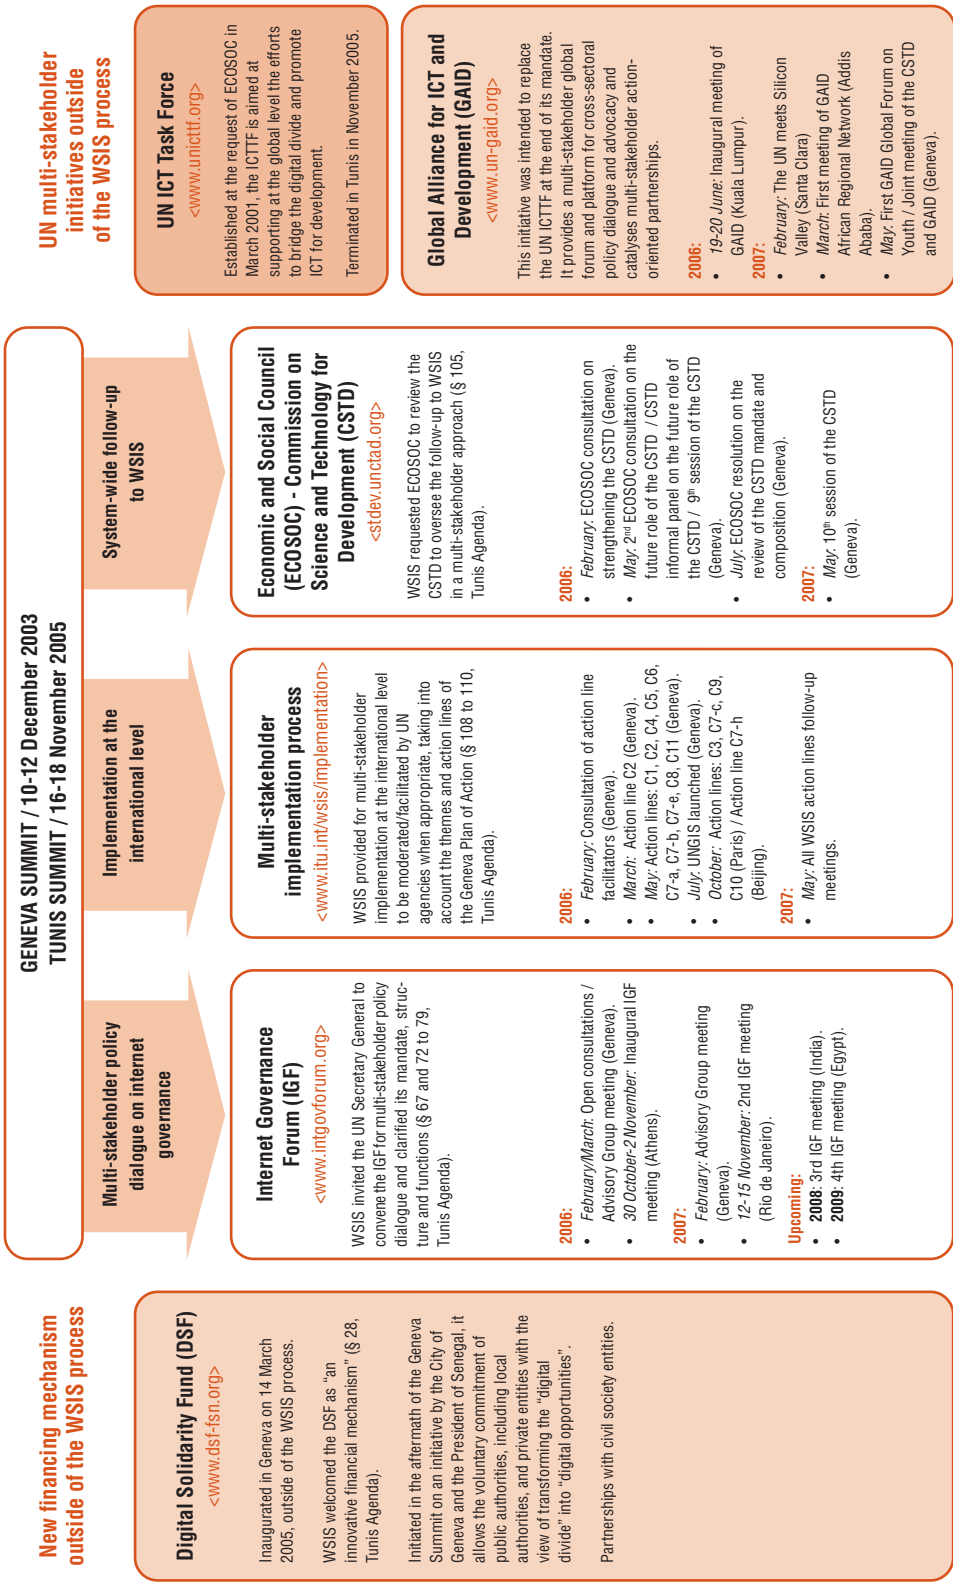 New financing mechanism
outside of the WSIS process
Digital Solidarity Fund (DSF)
<www.dsf-fsn.org>
Inaugurated in Geneva on 14 March
2005, outside of the WSIS process.
WSIS welcomed the DSF as “an
innovative financial mechanism” (§ 28,
Tunis Agenda).
Initiated in the aftermath of the Geneva
Summit on an initiative by the City of
Geneva and the President of Senegal, it
allows the voluntary commitment of
public authorities, including local
authorities, and private entities with the
view of transforming the “digital
divide” into “digital opportunities”.
Partnerships with civil society entities.
GENEVA SUMMIT / 10-12 December 2003
TUNIS SUMMIT / 16-18 November 2005
Multi-stakeholder policy
dialogue on internet
governance
Internet Governance
Forum (IGF)
<www.intgovforum.org>
WSIS invited the UN Secretary General to
convene the IGF for multi-stakeholder policy
dialogue and clarified its mandate, struc-
ture and functions (§ 67 and 72 to 79,
Tunis Agenda).
2006:
• February/March: Open consultations /
Advisory Group meeting (Geneva).
• 30 October-2 November: Inaugural IGF
meeting (Athens).
2007:
• February: Advisory Group meeting
(Geneva).
• 12-15 November: 2nd IGF meeting
(Rio de Janeiro).
Upcoming:
• 2008: 3rd IGF meeting (India).
• 2009: 4th IGF meeting (Egypt).
Implementation at the
international level
Multi-stakeholder
implementation process
<www.itu.int/wsis/implementation>
WSIS provided for multi-stakeholder
implementation at the international level
to be moderated/facilitated by UN
agencies when appropriate, taking into
account the themes and action lines of
the Geneva Plan of Action (§ 108 to 110,
Tunis Agenda).
2006:
• February: Consultation of action line
facilitators (Geneva).
• March: Action line C2 (Geneva).
• May: Action lines: C1, C2, C4, C5, C6,
C7-a, C7-b, C7-e, C8, C11 (Geneva).
• July: UNGIS launched (Geneva).
• October: Action lines: C3, C7-c, C9,
C10 (Paris) / Action line C7-h
(Beijing).
2007:
• May: All WSIS action lines follow-up
meetings.
System-wide follow-up
to WSIS
Economic and Social Council
(ECOSOC) - Commission on
Science and Technology for
Development (CSTD)
<stdev.unctad.org>
WSIS requested ECOSOC to review the
CSTD to oversee the follow-up to WSIS
in a multi-stakeholder approach (§ 105,
Tunis Agenda).
2006:
• February: ECOSOC consultation on
strengthening the CSTD (Geneva).
• May: 2nd ECOSOC consultation on the
future role of the CSTD / CSTD
informal panel on the future role of
the CSTD / 9th session of the CSTD
(Geneva).
• July: ECOSOC resolution on the
review of the CSTD mandate and
composition (Geneva).
2007:
• May: 10th session of the CSTD
(Geneva).
UN multi-stakeholder
initiatives outside
of the WSIS process
UN ICT Task Force
<www.unicttf.org>
Established at the request of ECOSOC in
March 2001, the ICTTF is aimed at
supporting at the global level the efforts
to bridge the digital divide and promote
ICT for development.
Terminated in Tunis in November 2005.
Global Alliance for ICT and
Development (GAID)
<www.un-gaid.org>
This initiative was intended to replace
the UN ICTTF at the end of its mandate.
It provides a multi-stakeholder global
forum and platform for cross-sectoral
policy dialogue and advocacy and
catalyses multi-stakeholder action-
oriented partnerships.
2006:
• 19-20 June: Inaugural meeting of
GAID (Kuala Lumpur).
2007:
• February: The UN meets Silicon
Valley (Santa Clara)
• March: First meeting of GAID
African Regional Network (Addis
Ababa).
• May: First GAID Global Forum on
Youth / Joint meeting of the CSTD
and GAID (Geneva).